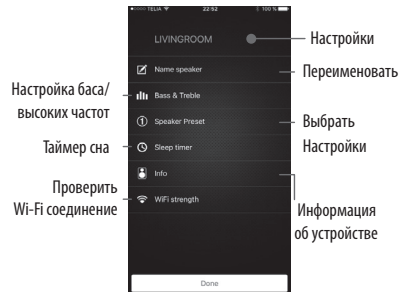 TELIA 22:52 100 %
LIVINGROOM
Настройки
Name speaker
Переименовать
Настройка баса/
высоких частот
Bass & Treble
1 Speaker Preset
Выбрать
Настройки
Таймер сна
Sleep timer
Info
Информация
об устройстве
Проверить
Wi-Fi соединение
WiFi strength
Done